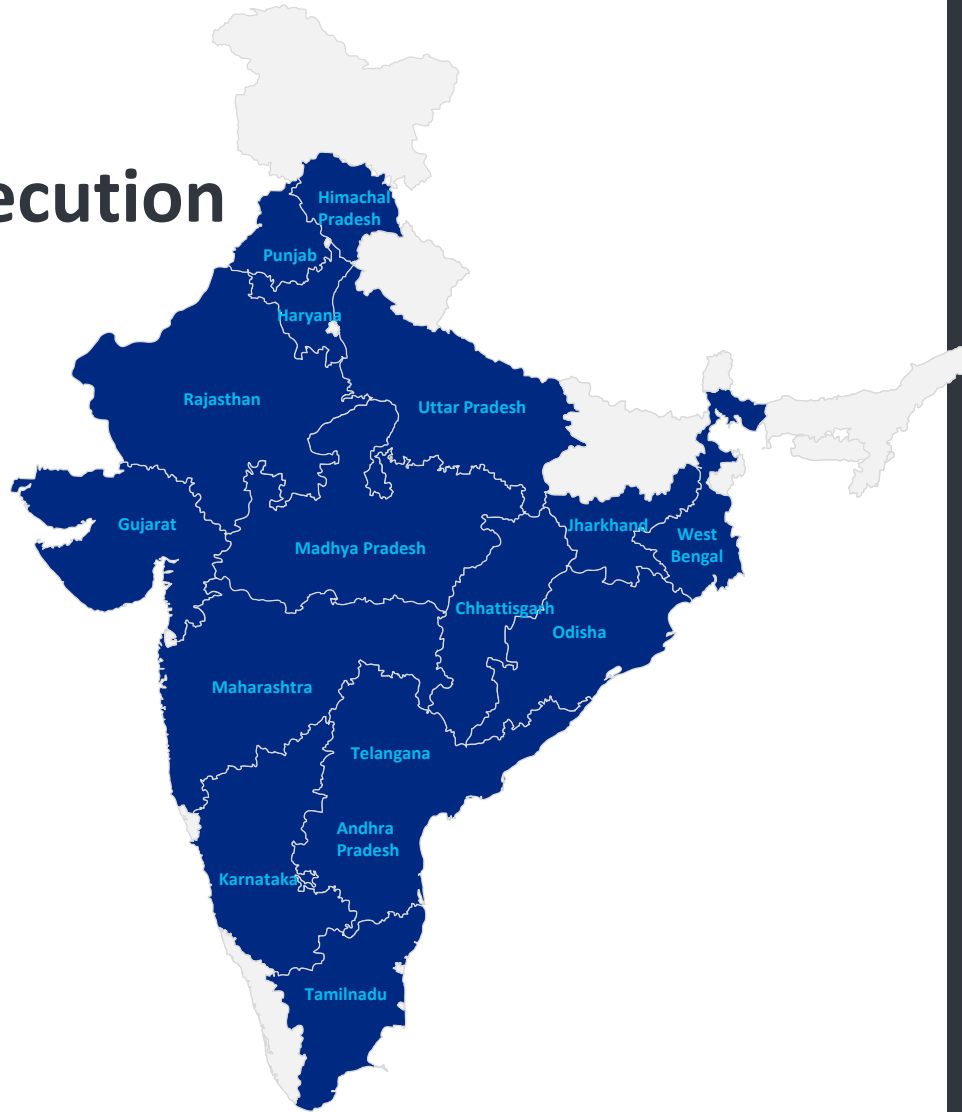 ecution
Himachal
Pradesh
Punjab
Haryana
Rajasthan
Uttar Pradesh
Gujarat
Jharkhand
West
Bengal
Madhya Pradesh
Chhattisgarh
Odisha
Maharashtra
Telangana
Andhra
Pradesh
Karnataka
Tamilnadu